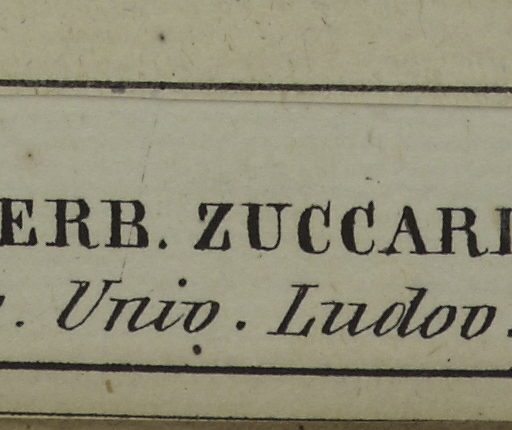 ERB. ZUCCARI
. Univ. Ludov.